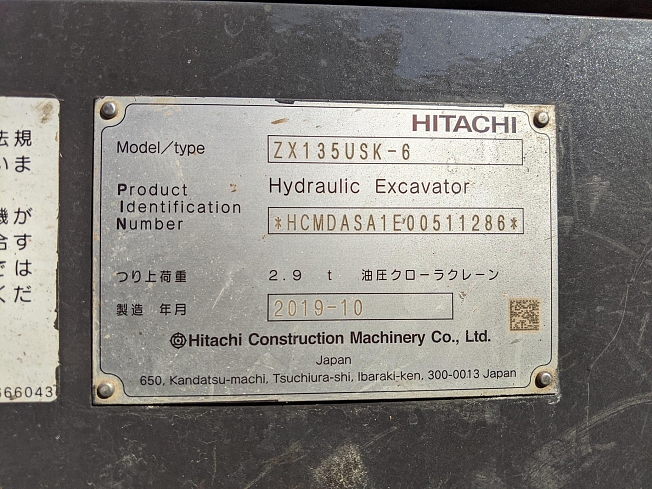 法規
いま
機が
合す
では
くだ
66043
HITACHI
Model/type ZX135USK-6
Product Hydraulic Excavator
Identification
Number *HCMDASA1E00511286*
つり上荷重 2.9 t 油圧クローラクレーン
製造 年月 2019-10
Hitachi Construction Machinery Co., Ltd.
Japan
650, Kandatsu-machi, Tsuchiura-shi, Ibaraki-ken, 300-0013 Japan